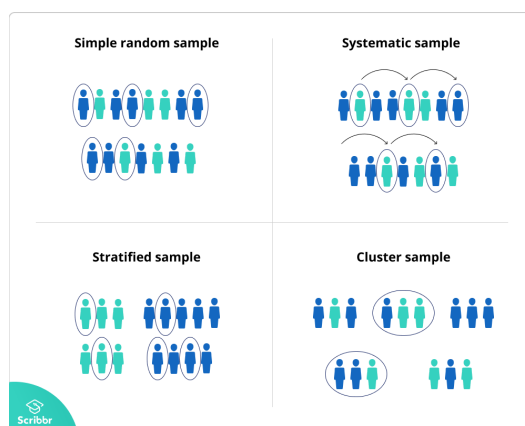 Simple random sample
Systematic sample
Stratified sample
Cluster sample
Scribbr